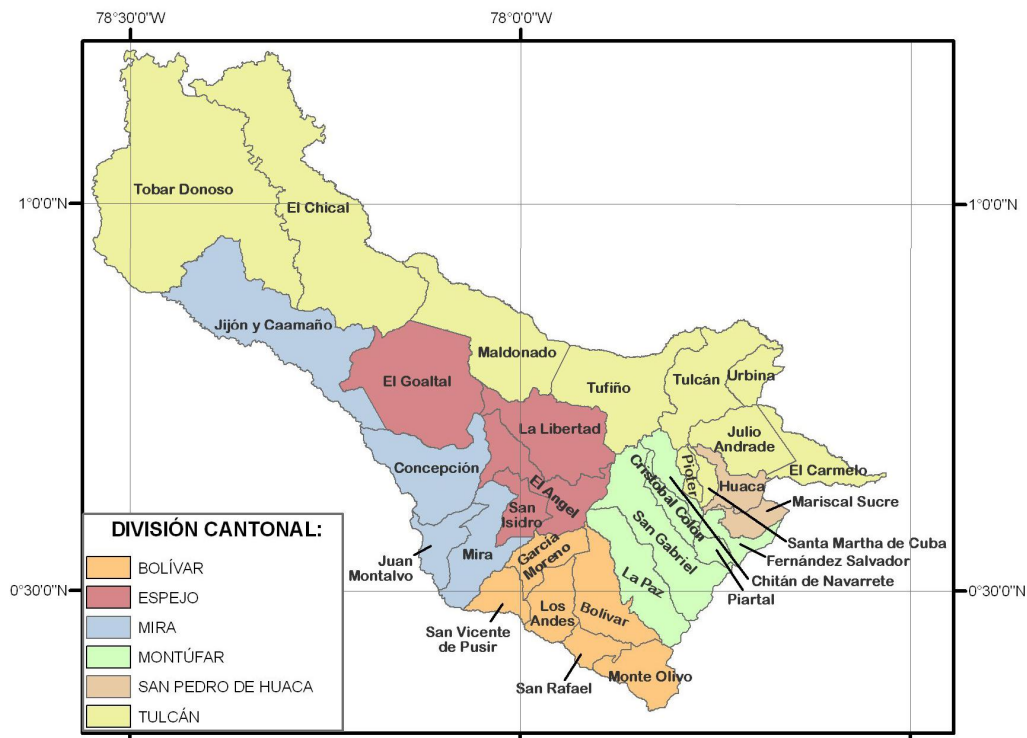 78°30'0"W
78°0'0"W
Tobar Donoso
1°0'0"N
El Chical
1°0'0"N
Jijón y Caamaño
Maldonado
El Goaltal
Tufiño
Tulcán
Urbina
La Libertad
Julio
Andrade
Concepción
Cristobal Colón
Pioter
El Carmelo
Huaca
El Angel
Mariscal Sucre
San
Isidro
San Gabriel
Santa Martha de Cuba
Juan
Montalvo
Mira
García
Moreno
Fernández Salvador
Chitán de Navarrete
La Paz
Piartal
0°30'0"N
0°30'0"N
San Vicente
de Pusir
Los
Andes
Bolivar
San Rafael
Monte Olivo
DIVISIÓN CANTONAL:
BOLÍVAR
ESPEJO
MIRA
MONTÚFAR
SAN PEDRO DE HUACA
TULCÁN